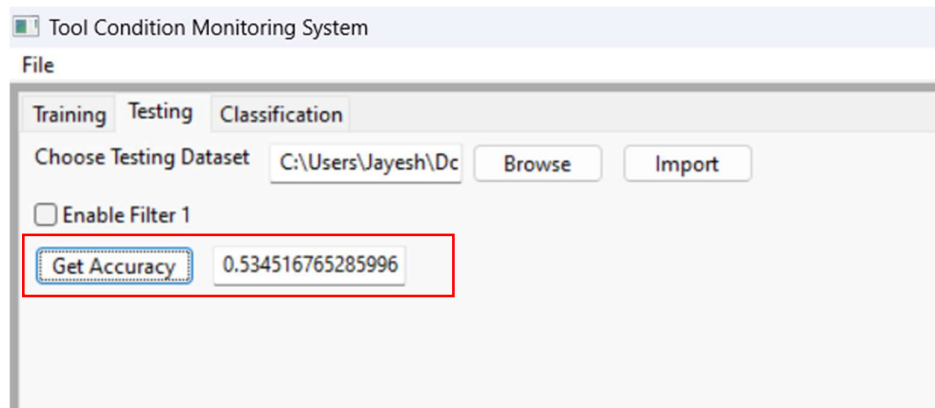 Tool Condition Monitoring System
File
Training Testing Classification
Choose Testing Dataset C:\Users\Jayesh\Dc Browse Import
Enable Filter 1
Get Accuracy 0.534516765285996